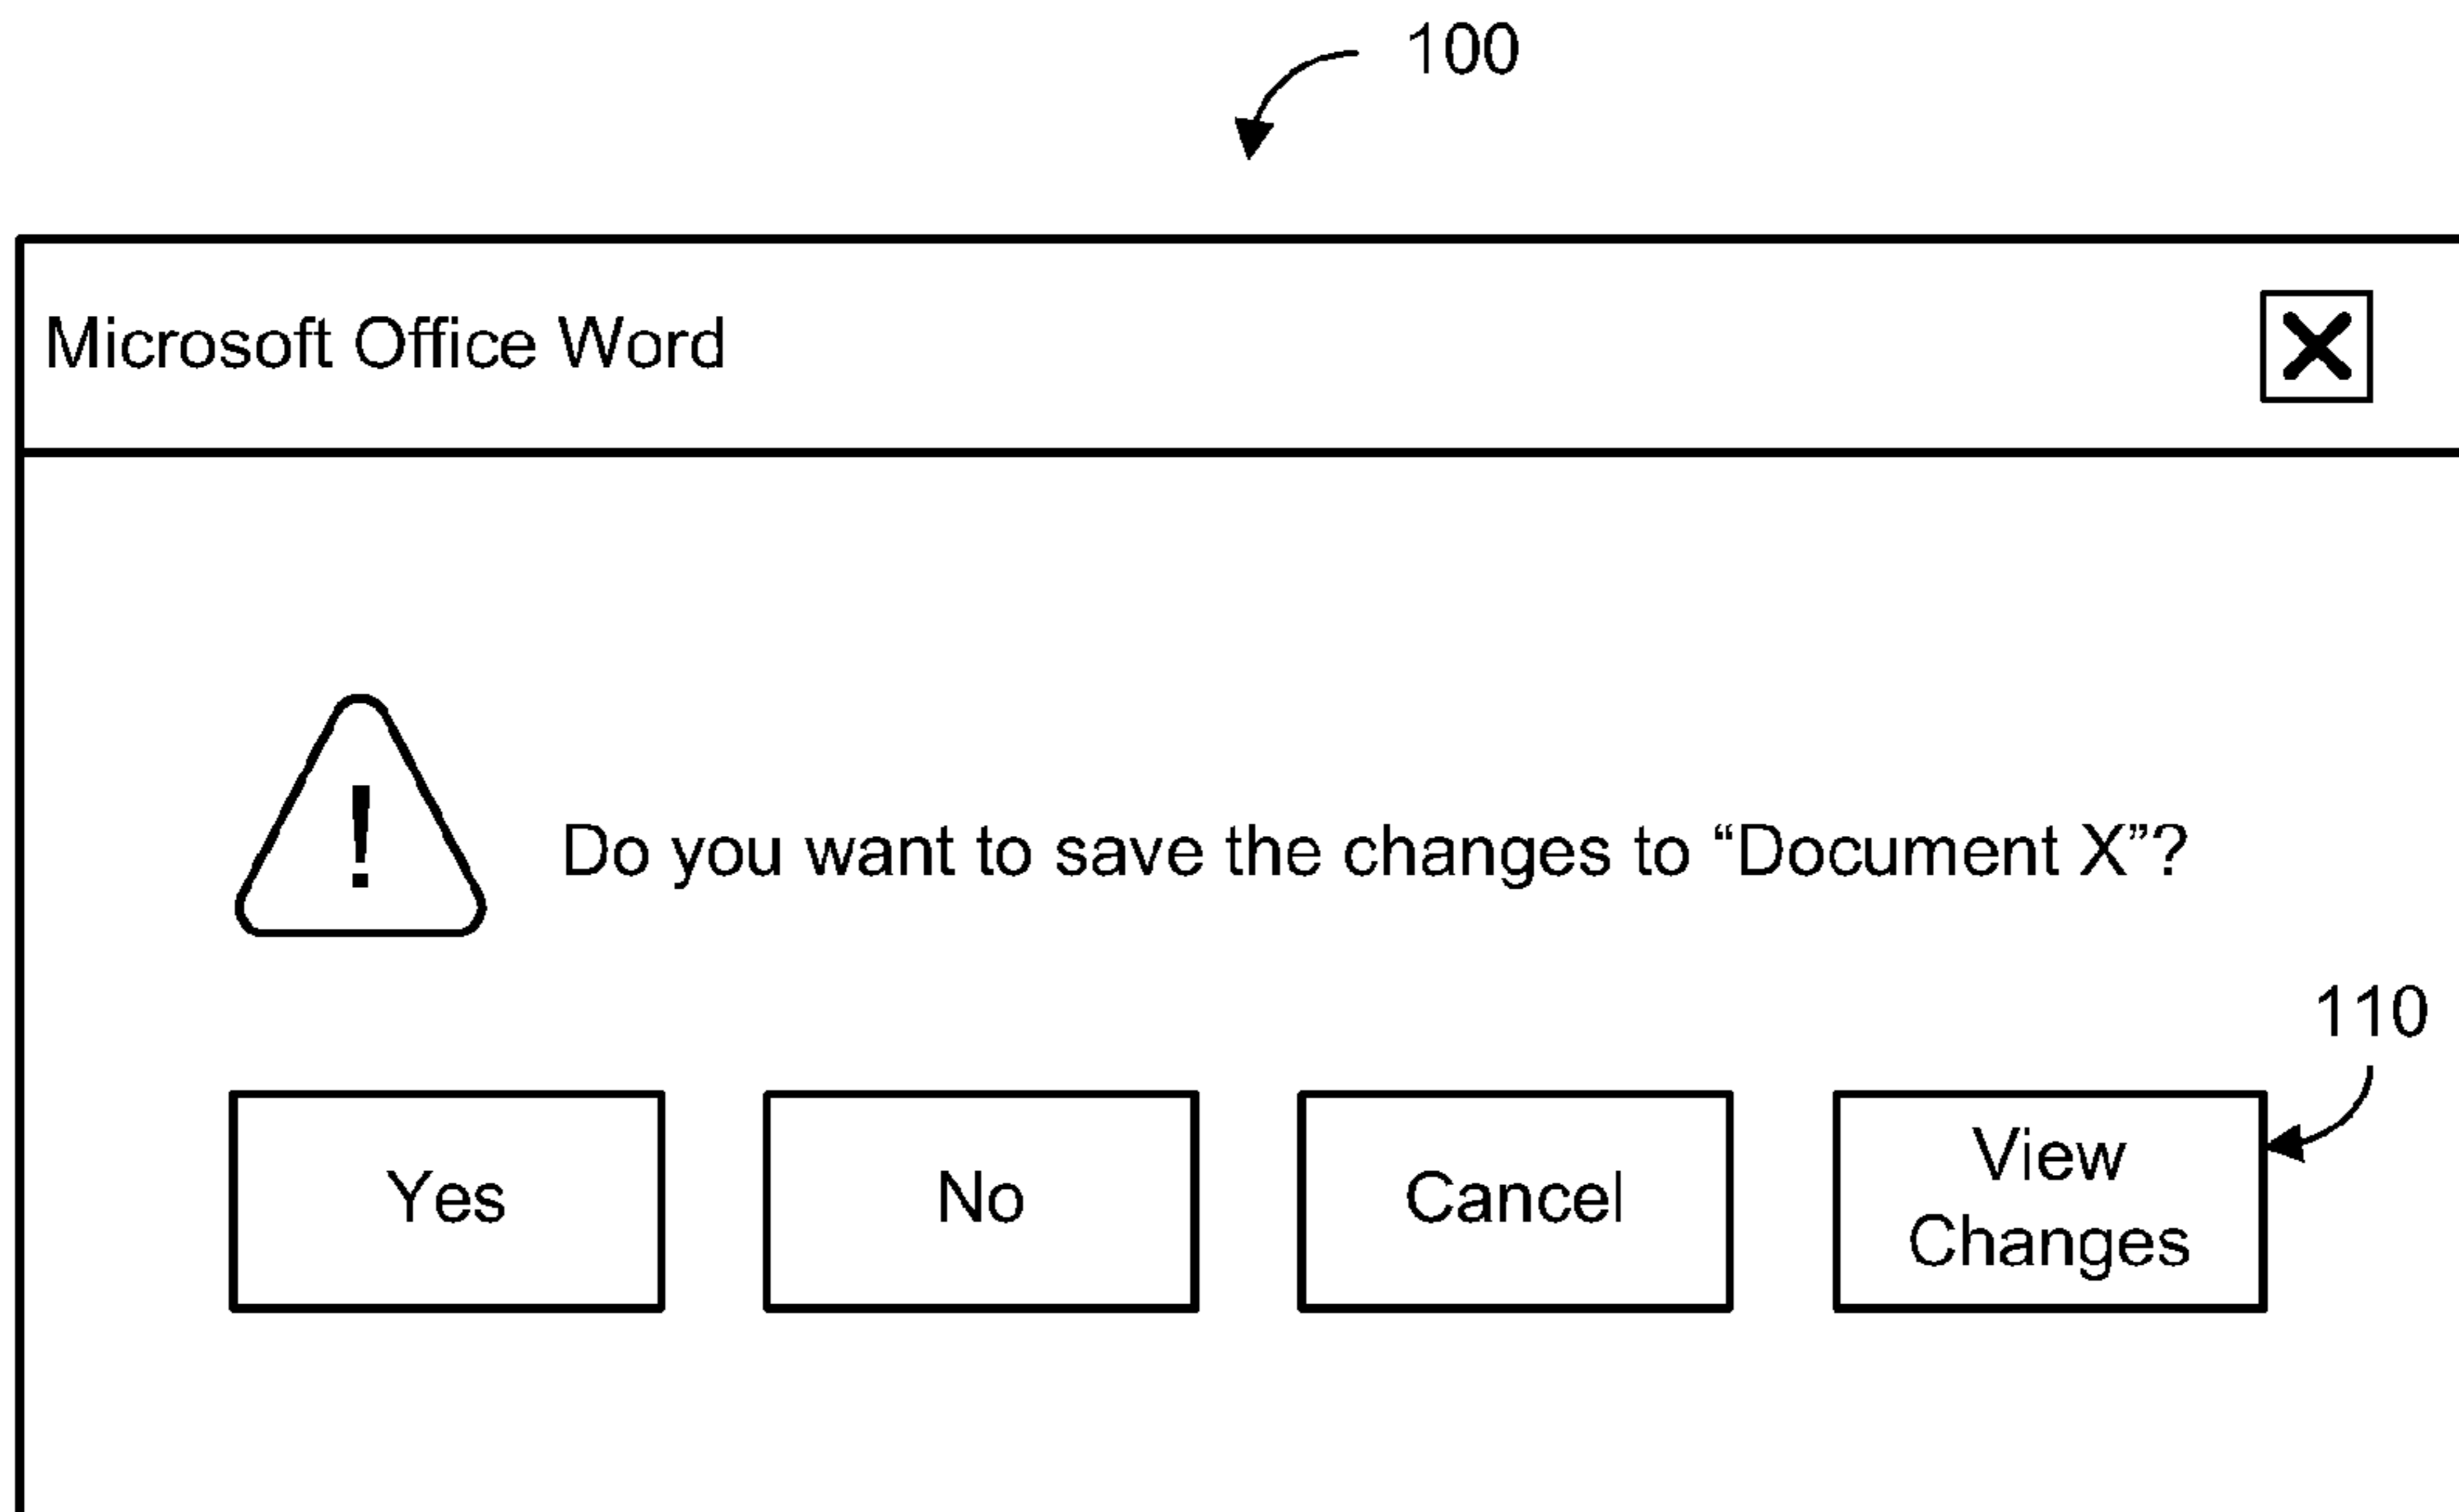 100
Microsoft Office Word
!
Do you want to save the changes to “Document X”?
110
Yes
No
Cancel
View
Changes